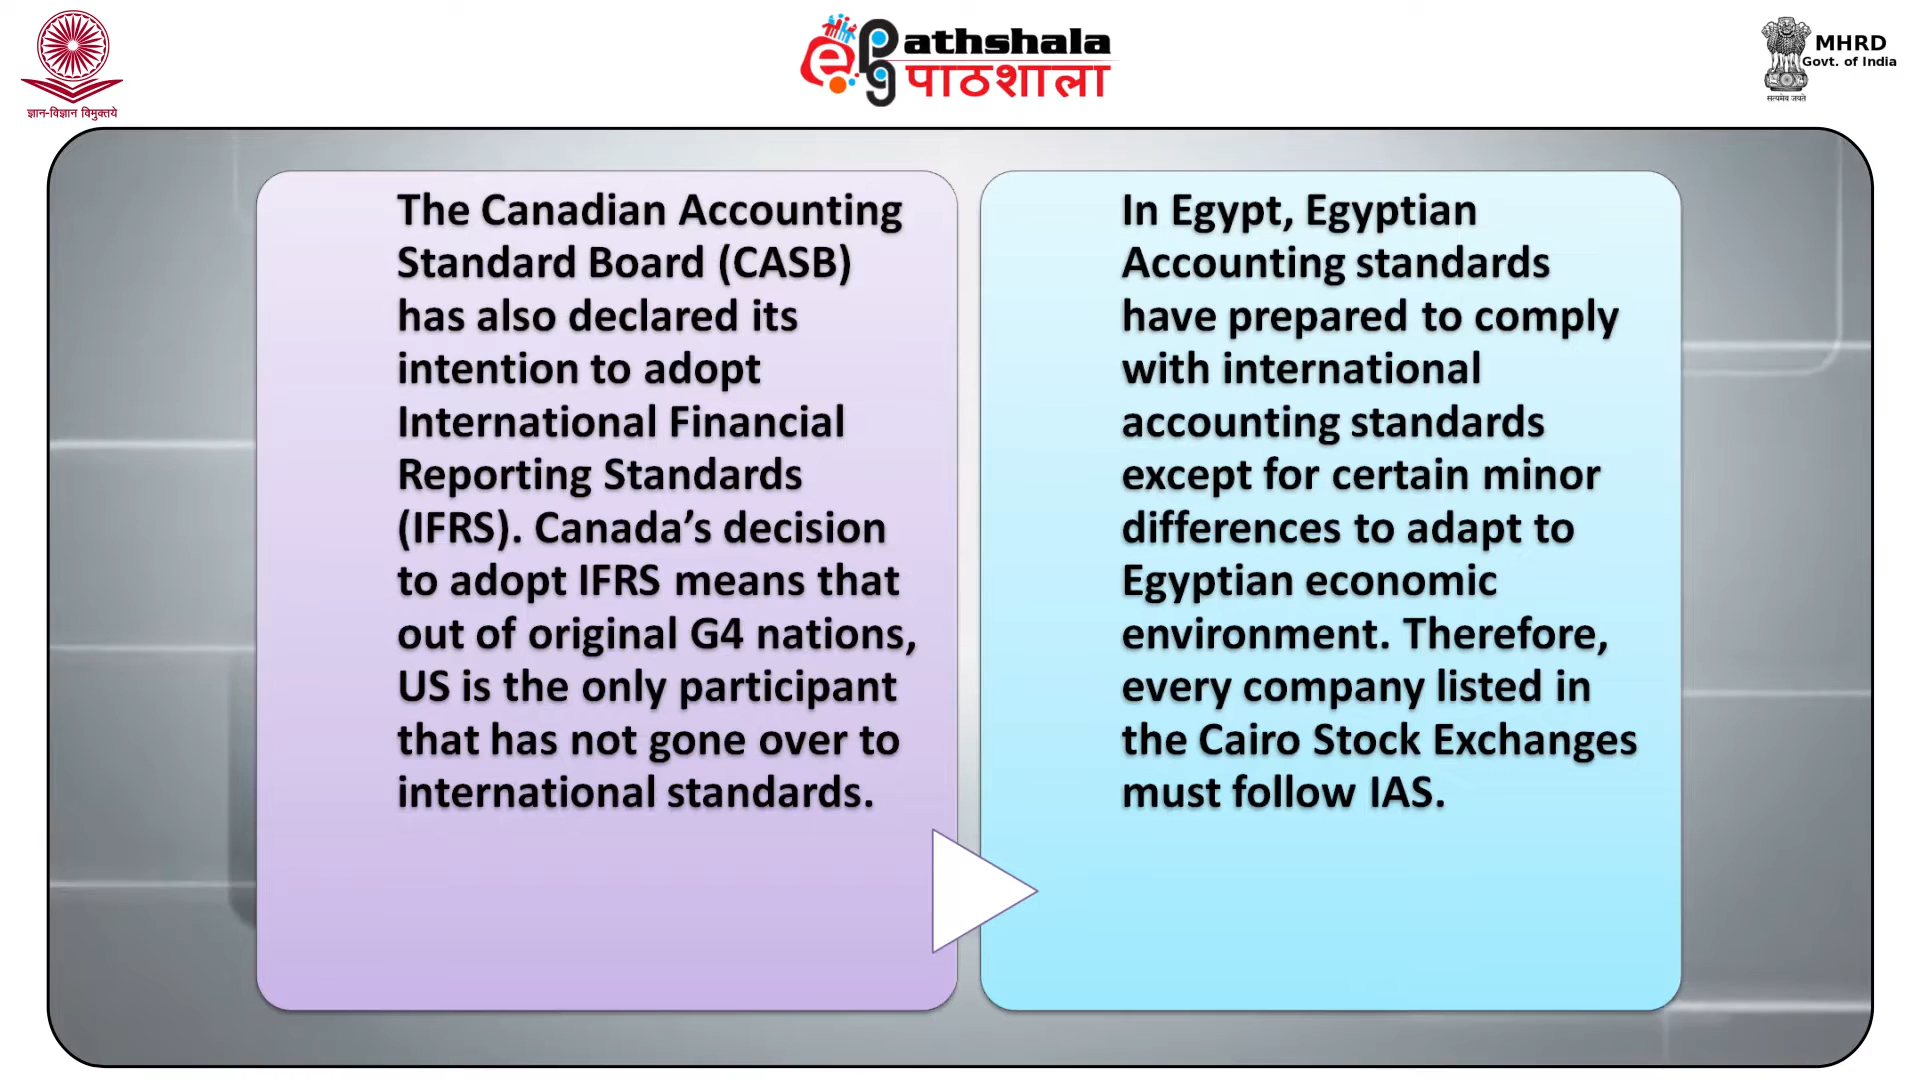 ज्ञान-विज्ञान विमुक्तये
e
PG
athshala
पाठशाला
MHRD
Govt. of India
सत्यमेव जयते
The Canadian Accounting
Standard Board (CASB)
has also declared its
intention to adopt
International Financial
Reporting Standards
(IFRS). Canada’s decision
to adopt IFRS means that
out of original G4 nations,
US is the only participant
that has not gone over to
international standards.
In Egypt, Egyptian
Accounting standards
have prepared to comply
with international
accounting standards
except for certain minor
differences to adapt to
Egyptian economic
environment. Therefore,
every company listed in
the Cairo Stock Exchanges
must follow IAS.